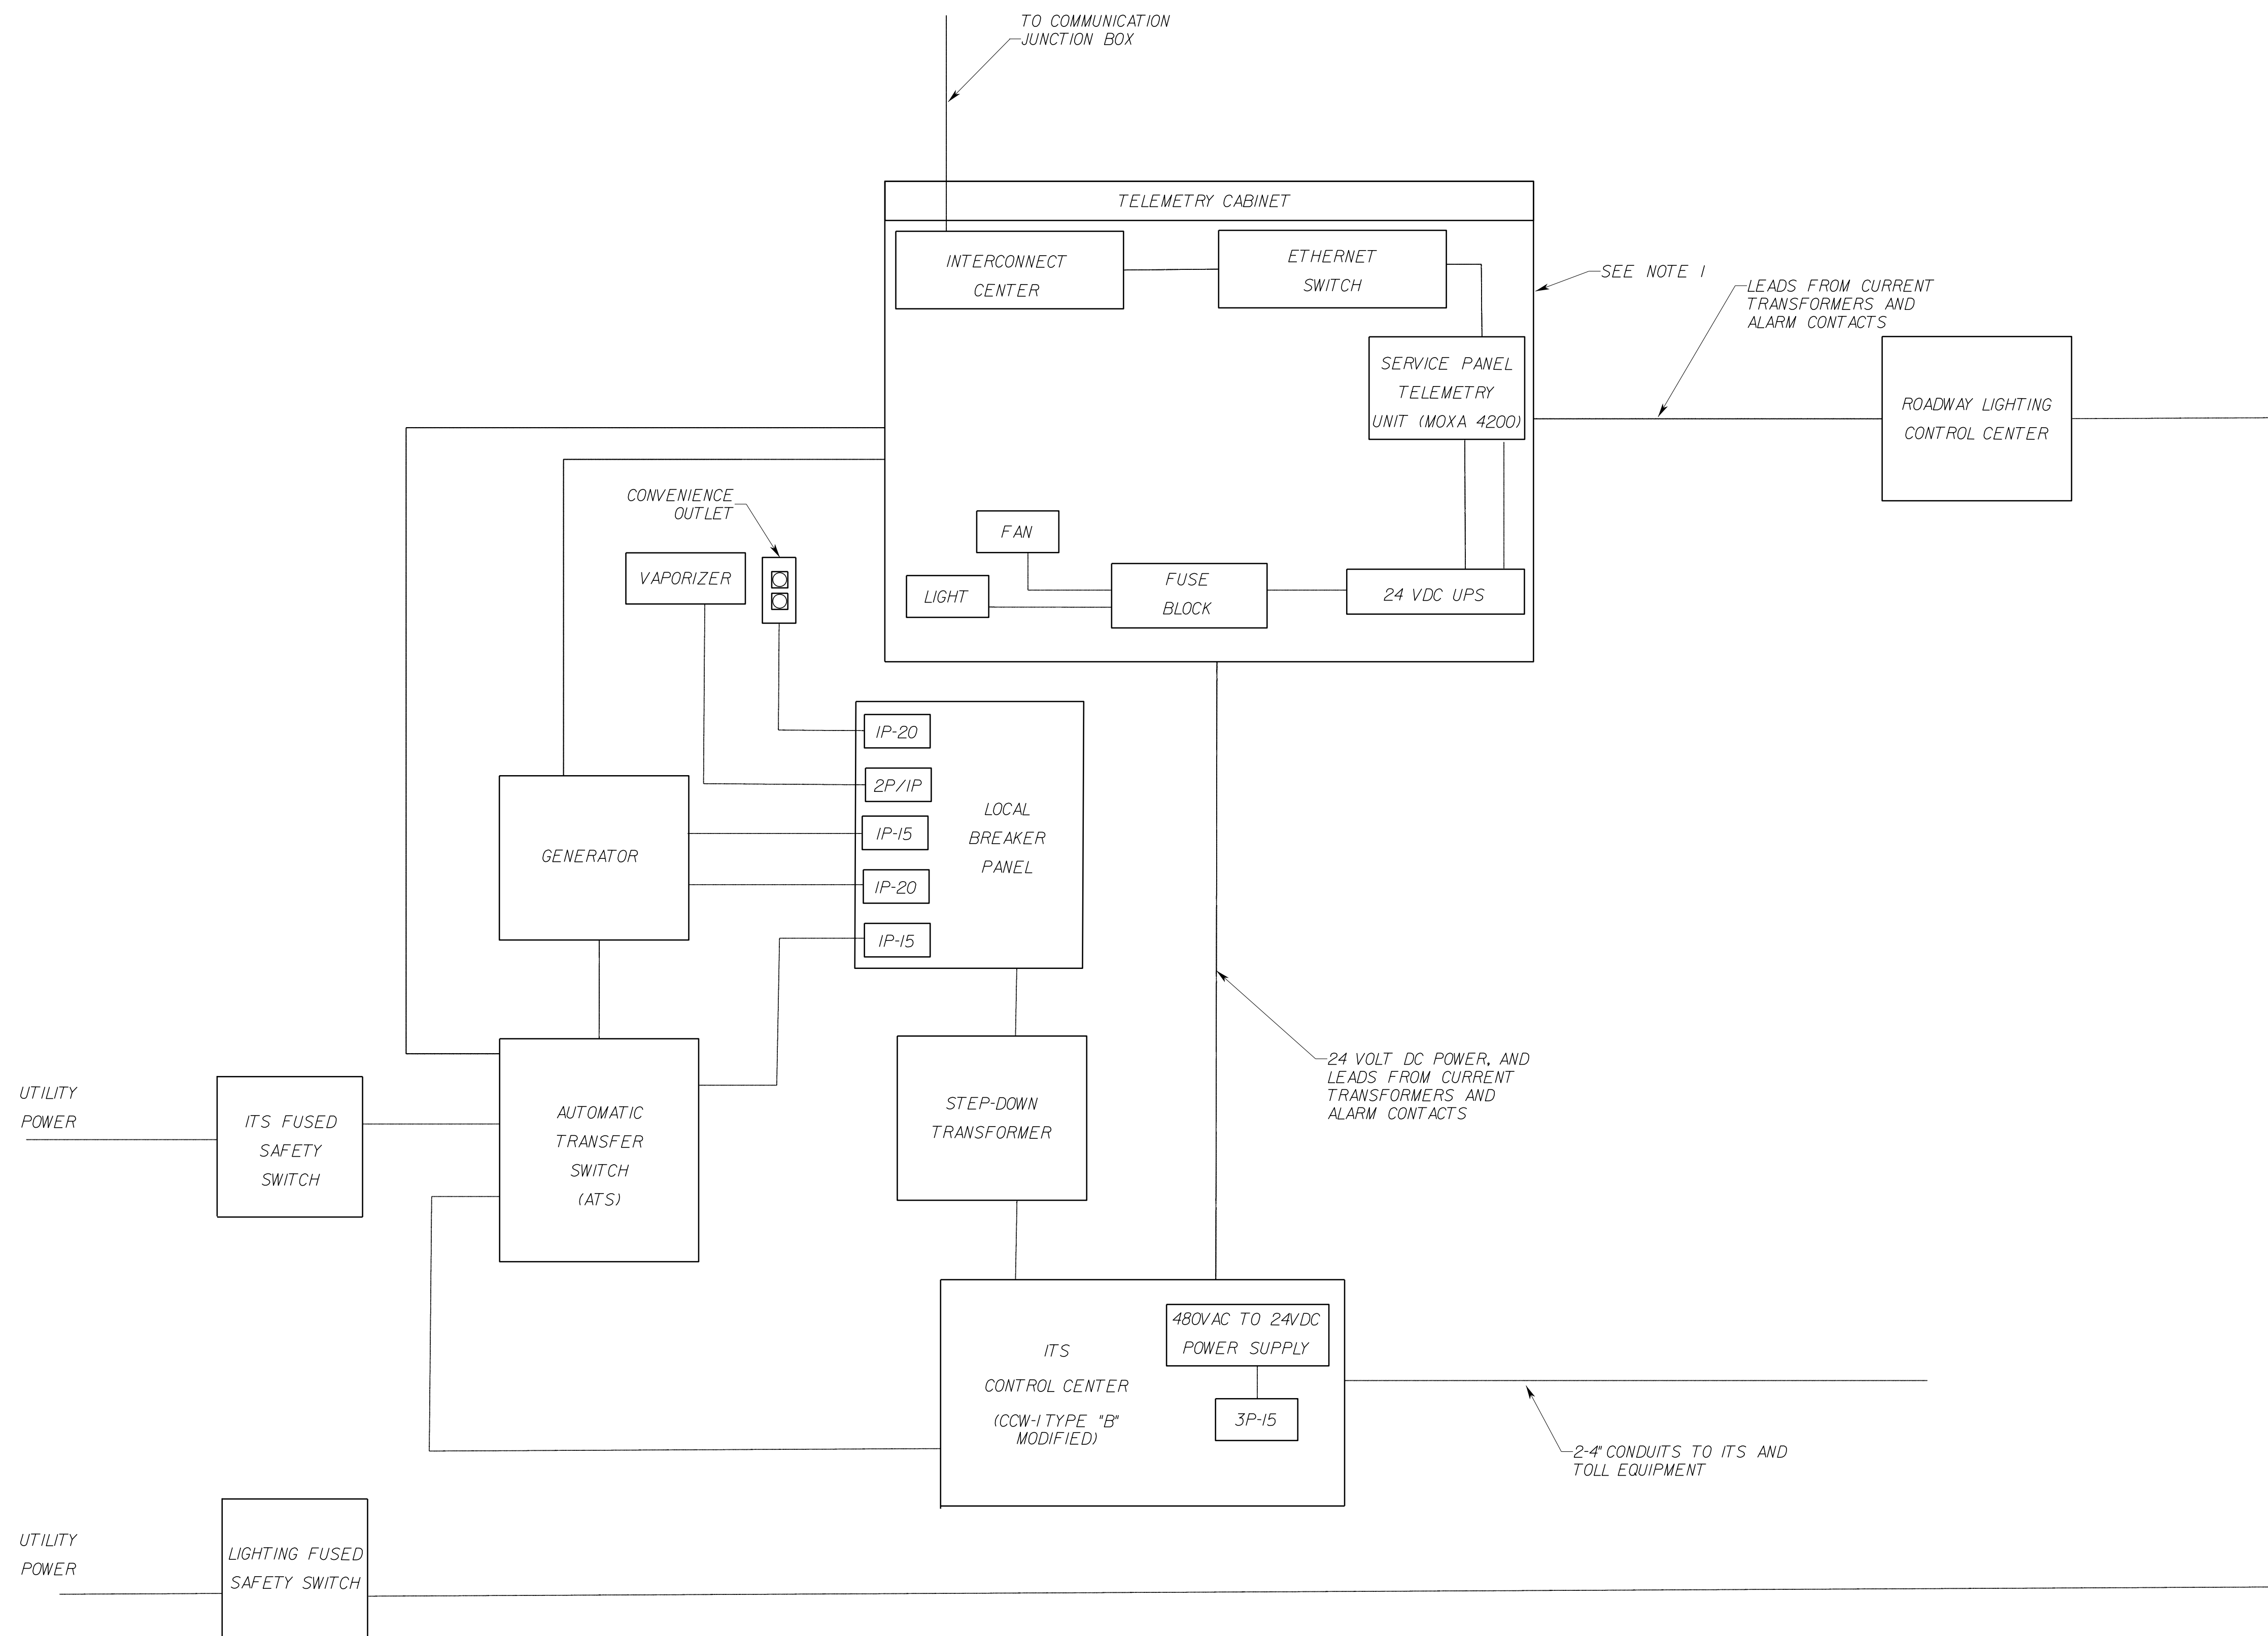 TO COMMUNICATION
JUNCTION BOX
TELEMETRY CABINET
INTERCONNECT
CENTER
ETHERNET
SWITCH
SEE NOTE 1
LEADS FROM CURRENT
TRANSFORMERS AND
ALARM CONTACTS
SERVICE PANEL
TELEMETRY
UNIT (MOXA 4200)
ROADWAY LIGHTING
CONTROL CENTER
CONVENIENCE
OUTLET
FAN
VAPORIZER
LIGHT
FUSE
BLOCK
24 VDC UPS
1P-20
2P/1P
1P-15
1P-20
1P-15
LOCAL
BREAKER
PANEL
GENERATOR
24 VOLT DC POWER, AND
LEADS FROM CURRENT
TRANSFORMERS AND
ALARM CONTACTS
UTILITY
POWER
ITS FUSED
SAFETY
SWITCH
AUTOMATIC
TRANSFER
SWITCH
(ATS)
STEP-DOWN
TRANSFORMER
480VAC TO 24VDC
POWER SUPPLY
ITS
CONTROL CENTER
(CCW-1 TYPE "B"
MODIFIED)
3P-15
2-4" CONDUITS TO ITS AND
TOLL EQUIPMENT
UTILITY
POWER
LIGHTING FUSED
SAFETY SWITCH